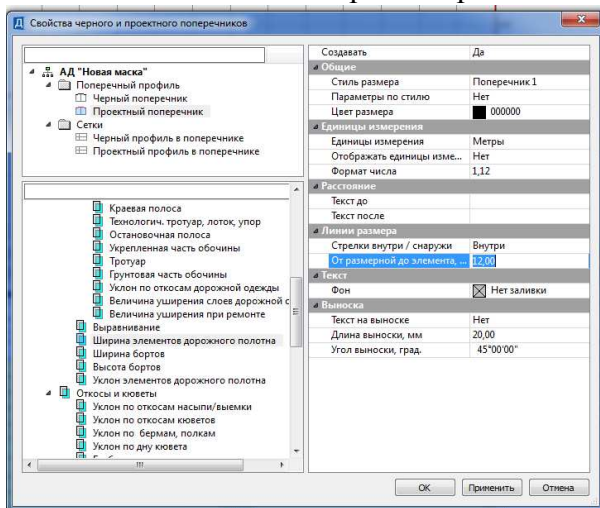 Свойства черного и проектного поперечников
АД "Новая маска"
Поперечный профиль
Черный поперечник
Проектный поперечник
Сетки
Черный профиль в поперечнике
Проектный профиль в поперечнике
Краевая полоса
Технологич. тротуар, лоток, упор
Остановочная полоса
Укрепленная часть обочины
Тротуар
Грунтовая часть обочины
Уклон по откосам дорожной одежды
Величина уширения слоев дорожной о
Величина уширения при ремонте
Выравнивание
Ширина элементов дорожного полотна
Ширина бортов
Высота бортов
Уклон элементов дорожного полотна
Откосы и кюветы
Уклон по откосам насыпи/выемки
Уклон по откосам кюветов
Уклон по бермам, полкам
Уклон по дну кювета
Создавать Да
Общие
Стиль размера Поперечник 1
Параметры по стилю Нет
Цвет размера 000000
Единицы измерения
Единицы измерения Метры
Отображать единицы изме... Нет
Формат числа 1,12
Расстояние
Текст до
Текст после
Линии размера
Стрелки внутри / снаружи Внутри
От размерной до элемента, ... 12,00
Текст
Фон Нет заливки
Выноска
Текст на выноске Нет
Длина выноски, мм 20,00
Угол выноски, град. 45°00'00"
ОК Применить Отмена